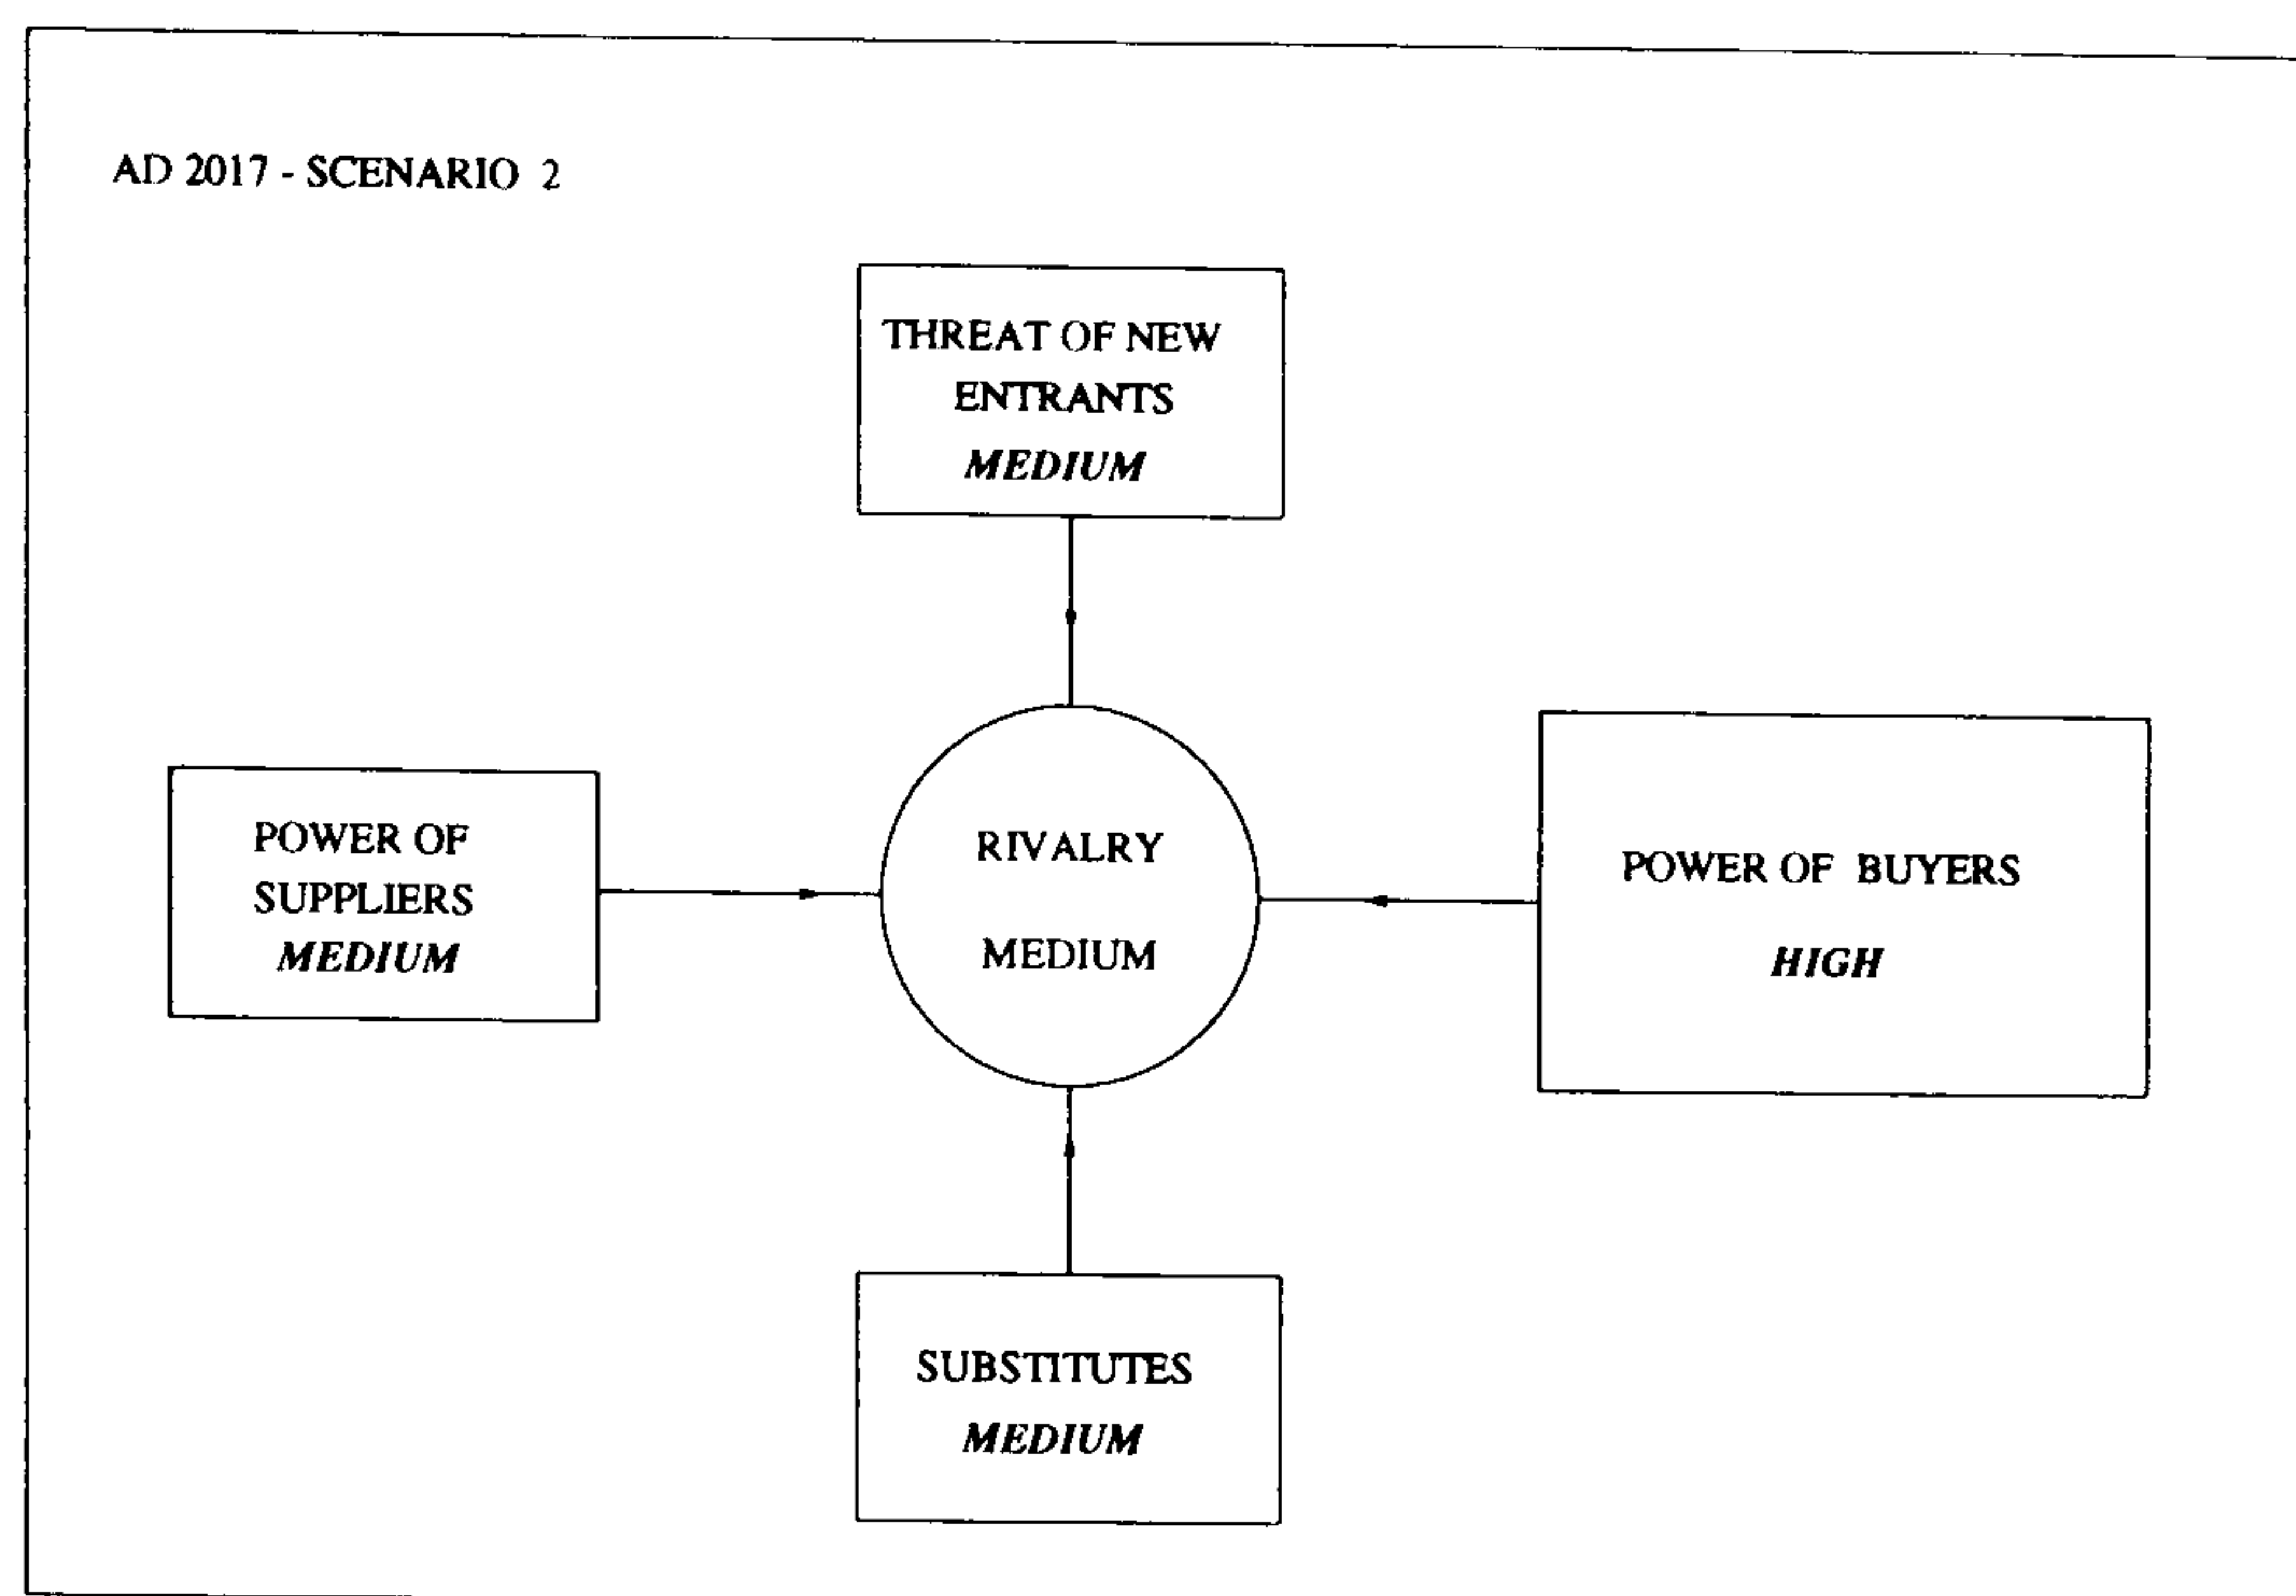 AD 2017 - SCENARIO 2
THREAT OF NEW
ENTRANTS
MEDIUM
POWER OF
SUPPLIERS
MEDIUM
RIVALRY
MEDIUM
POWER OF BUYERS
HIGH
SUBSTITUTES
MEDIUM